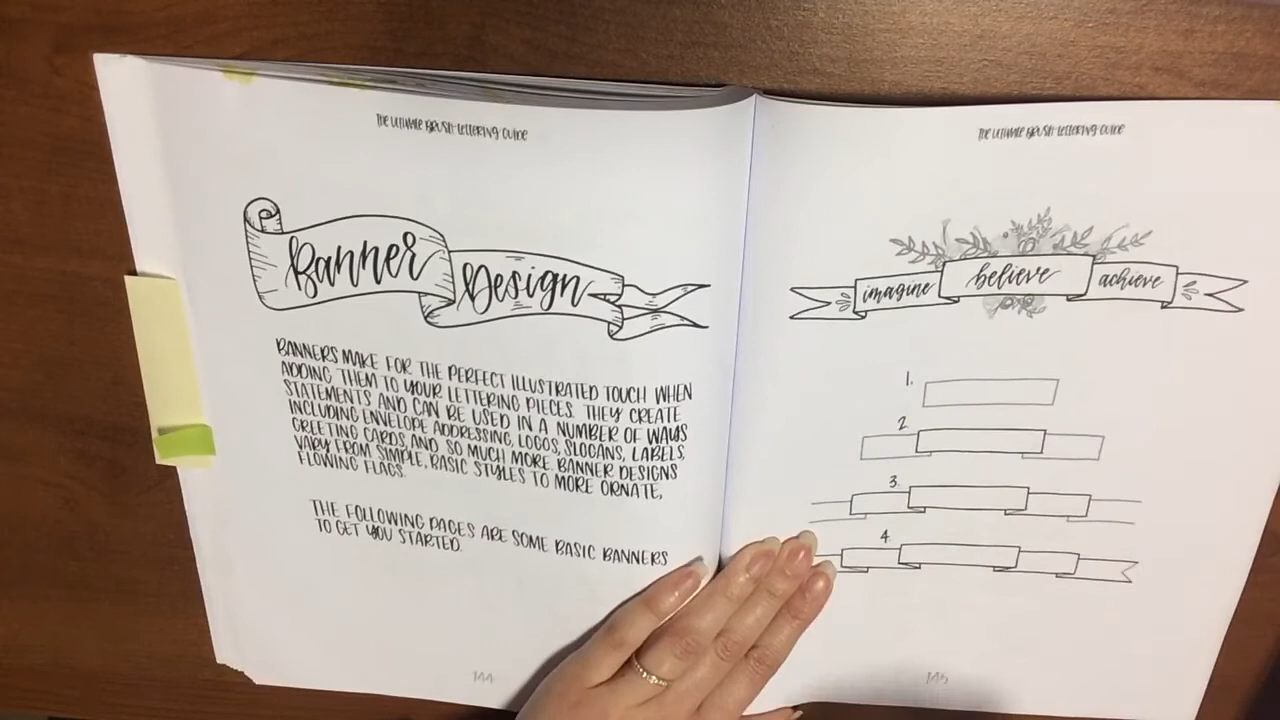 THE ULTIMATE BRUSH-LETTERING GUIDE
Banner Design
BANNERS MAKE FOR THE PERFECT ILLUSTRATED TOUCH WHEN
ADDING THEM TO YOUR LETTERING PIECES. THEY CREATE
STATEMENTS AND CAN BE USED IN A NUMBER OF WAYS
INCLUDING ENVELOPE ADDRESSING, LOGOS, SLOGANS, LABELS,
GREETING CARDS, AND SO MUCH MORE. BANNER DESIGNS
VARY FROM SIMPLE, BASIC STYLES TO MORE ORNATE,
FLOWING FLAGS.
THE FOLLOWING PAGES ARE SOME BASIC BANNERS
TO GET YOU STARTED.
144
THE ULTIMATE BRUSH-LETTERING GUIDE
imagine believe achieve
1.
2.
3.
4.
145